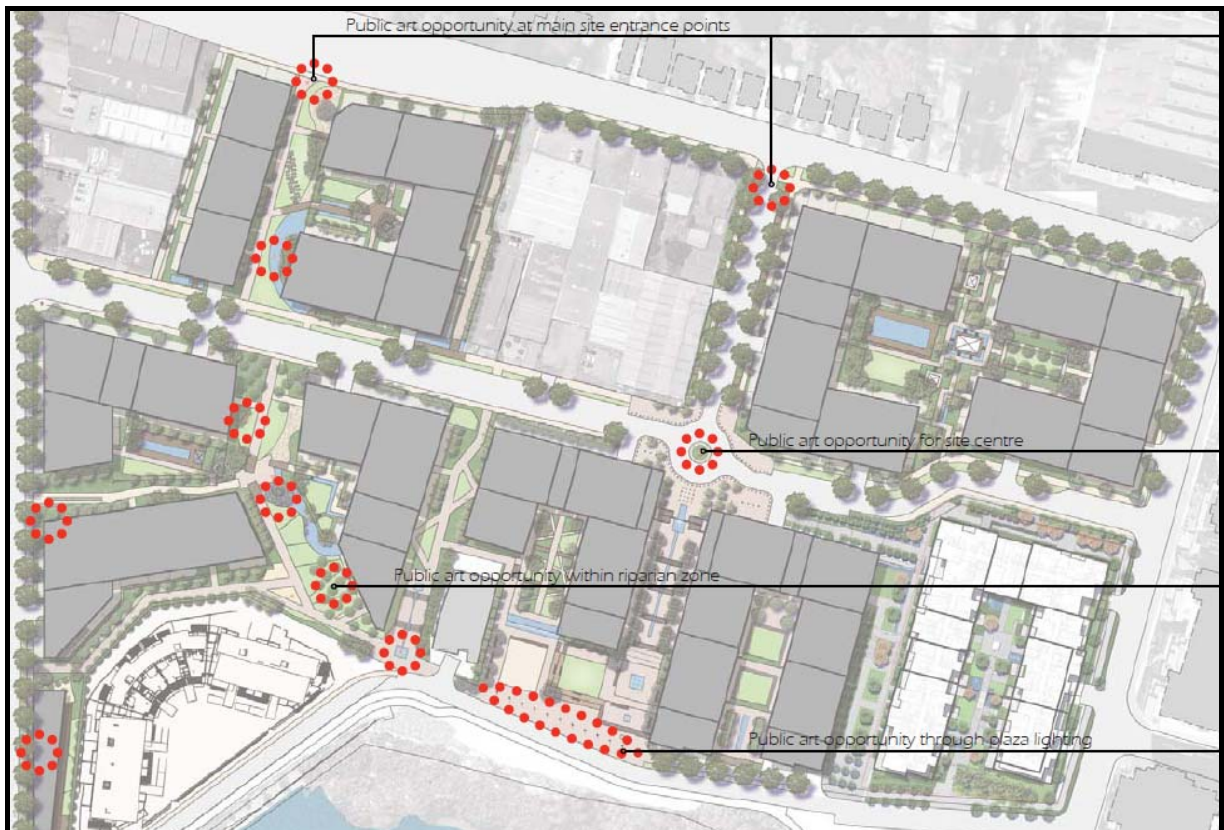 Public art opportunity at main site entrance points
Public art opportunity for site centre
Public art opportunity within riparian zone
Public art opportunity through plaza lighting